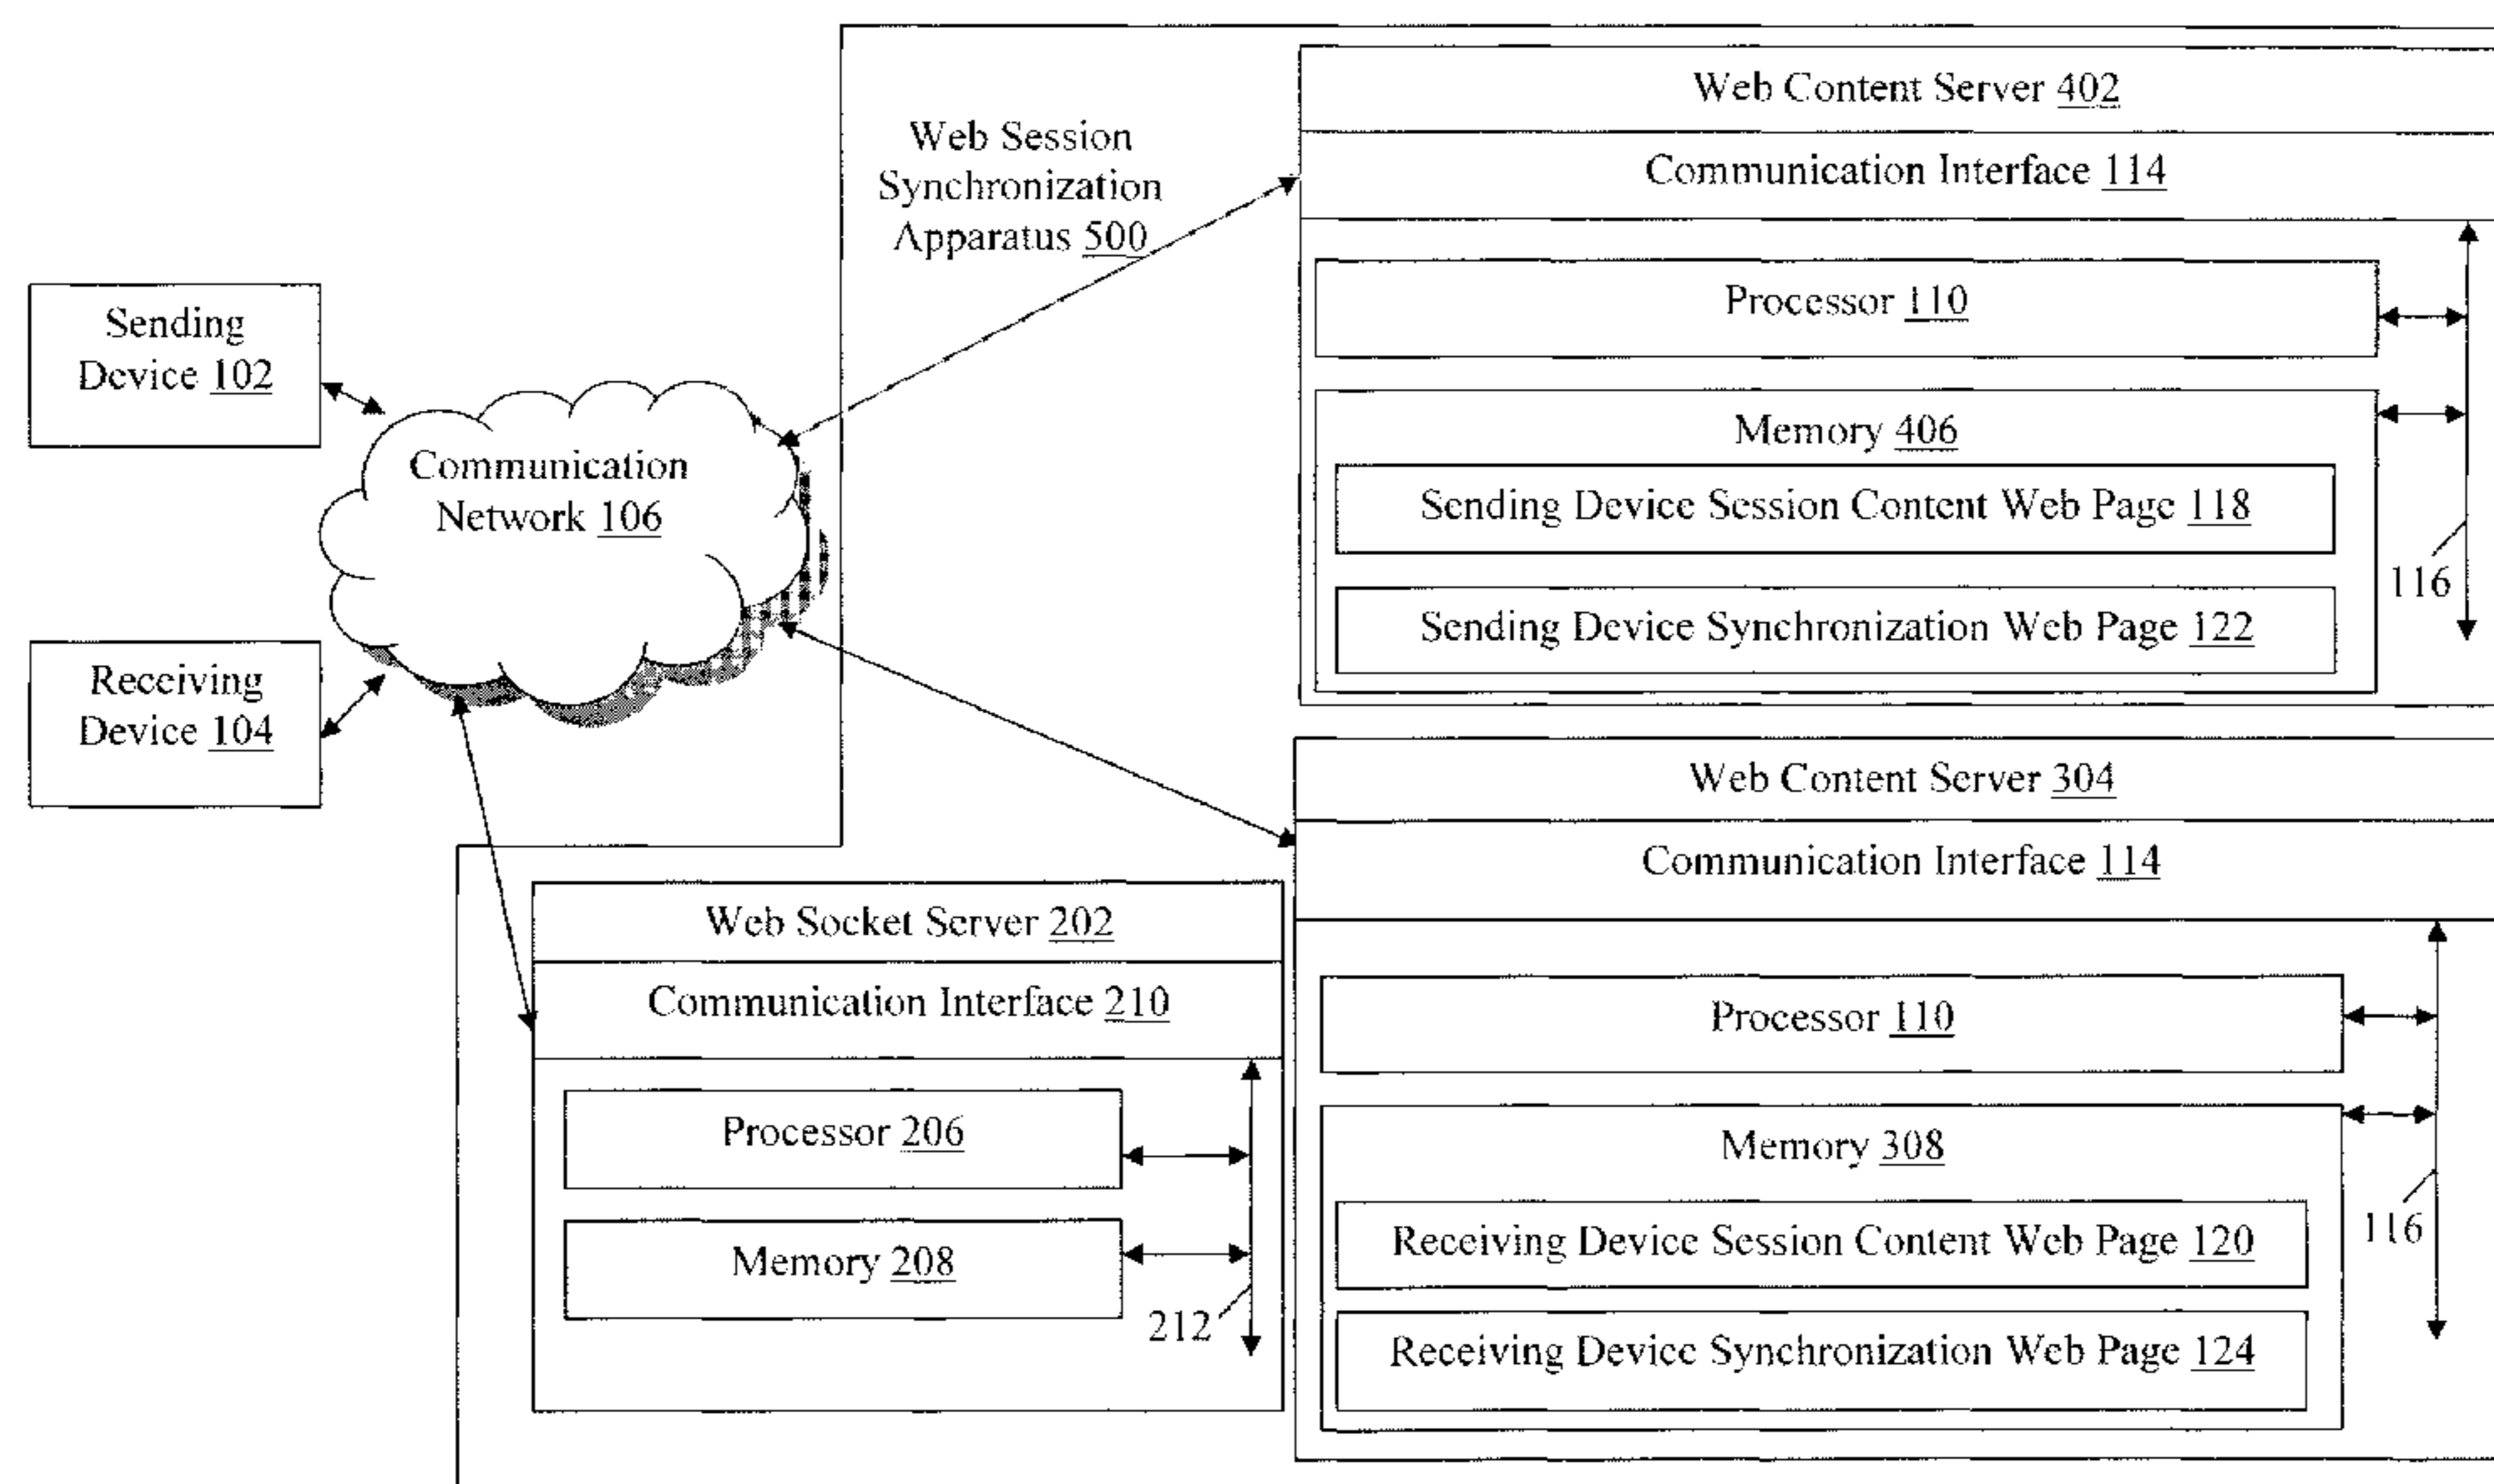 Web Content Server 402
Communication Interface 114
Processor 110
Memory 406
Sending Device Session Content Web Page 118
Sending Device Synchronization Web Page 122
116
Web Session
Synchronization
Apparatus 500
Sending
Device 102
Communication
Network 106
Receiving
Device 104
Web Content Server 304
Communication Interface 114
Processor 110
Memory 308
Receiving Device Session Content Web Page 120
Receiving Device Synchronization Web Page 124
116
Web Socket Server 202
Communication Interface 210
Processor 206
Memory 208
212